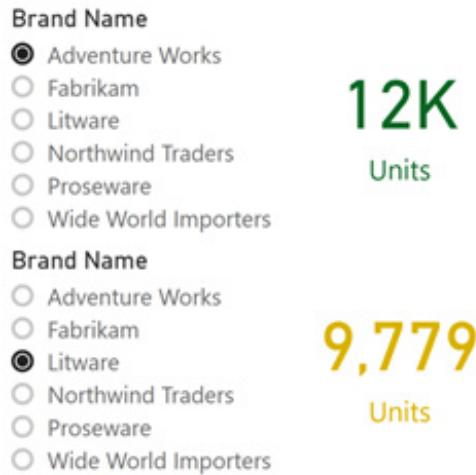 Brand Name
Adventure Works
Fabrikam
Litware
Northwind Traders
Proseware
Wide World Importers
12K
Units
Brand Name
Adventure Works
Fabrikam
Litware
Northwind Traders
Proseware
Wide World Importers
9,779
Units